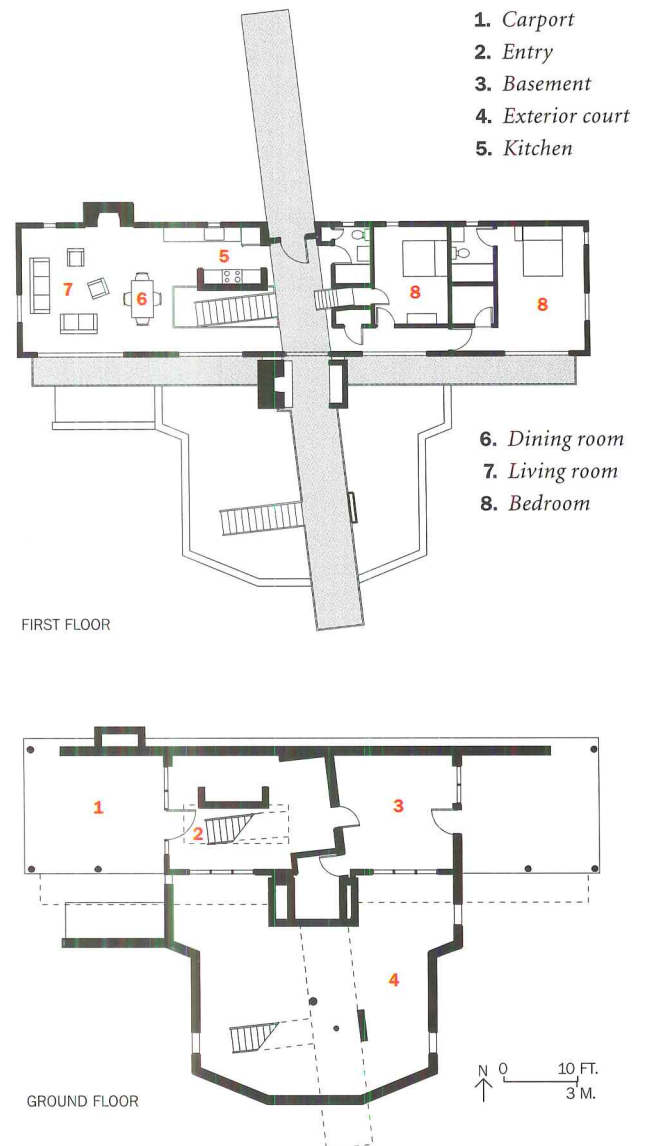 1. Carport
2. Entry
3. Basement
4. Exterior court
5. Kitchen
5
7
6
8
8
6. Dining room
7. Living room
8. Bedroom
FIRST FLOOR
1
2
3
4
N 0 10 FT.
3 M.
GROUND FLOOR